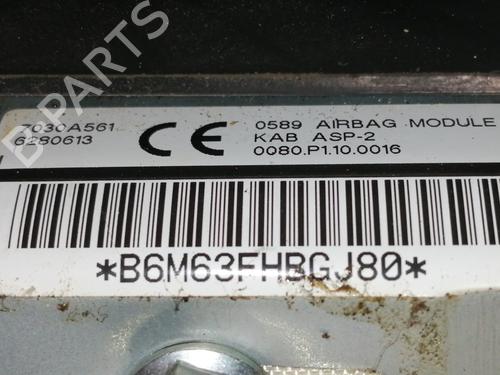 7030A561
6280613
CE
0589 AIRBAG MODULE
KAB ASP-2
0080.P1.10.0016
*B6M63FHBGJ80*
B-PARTS